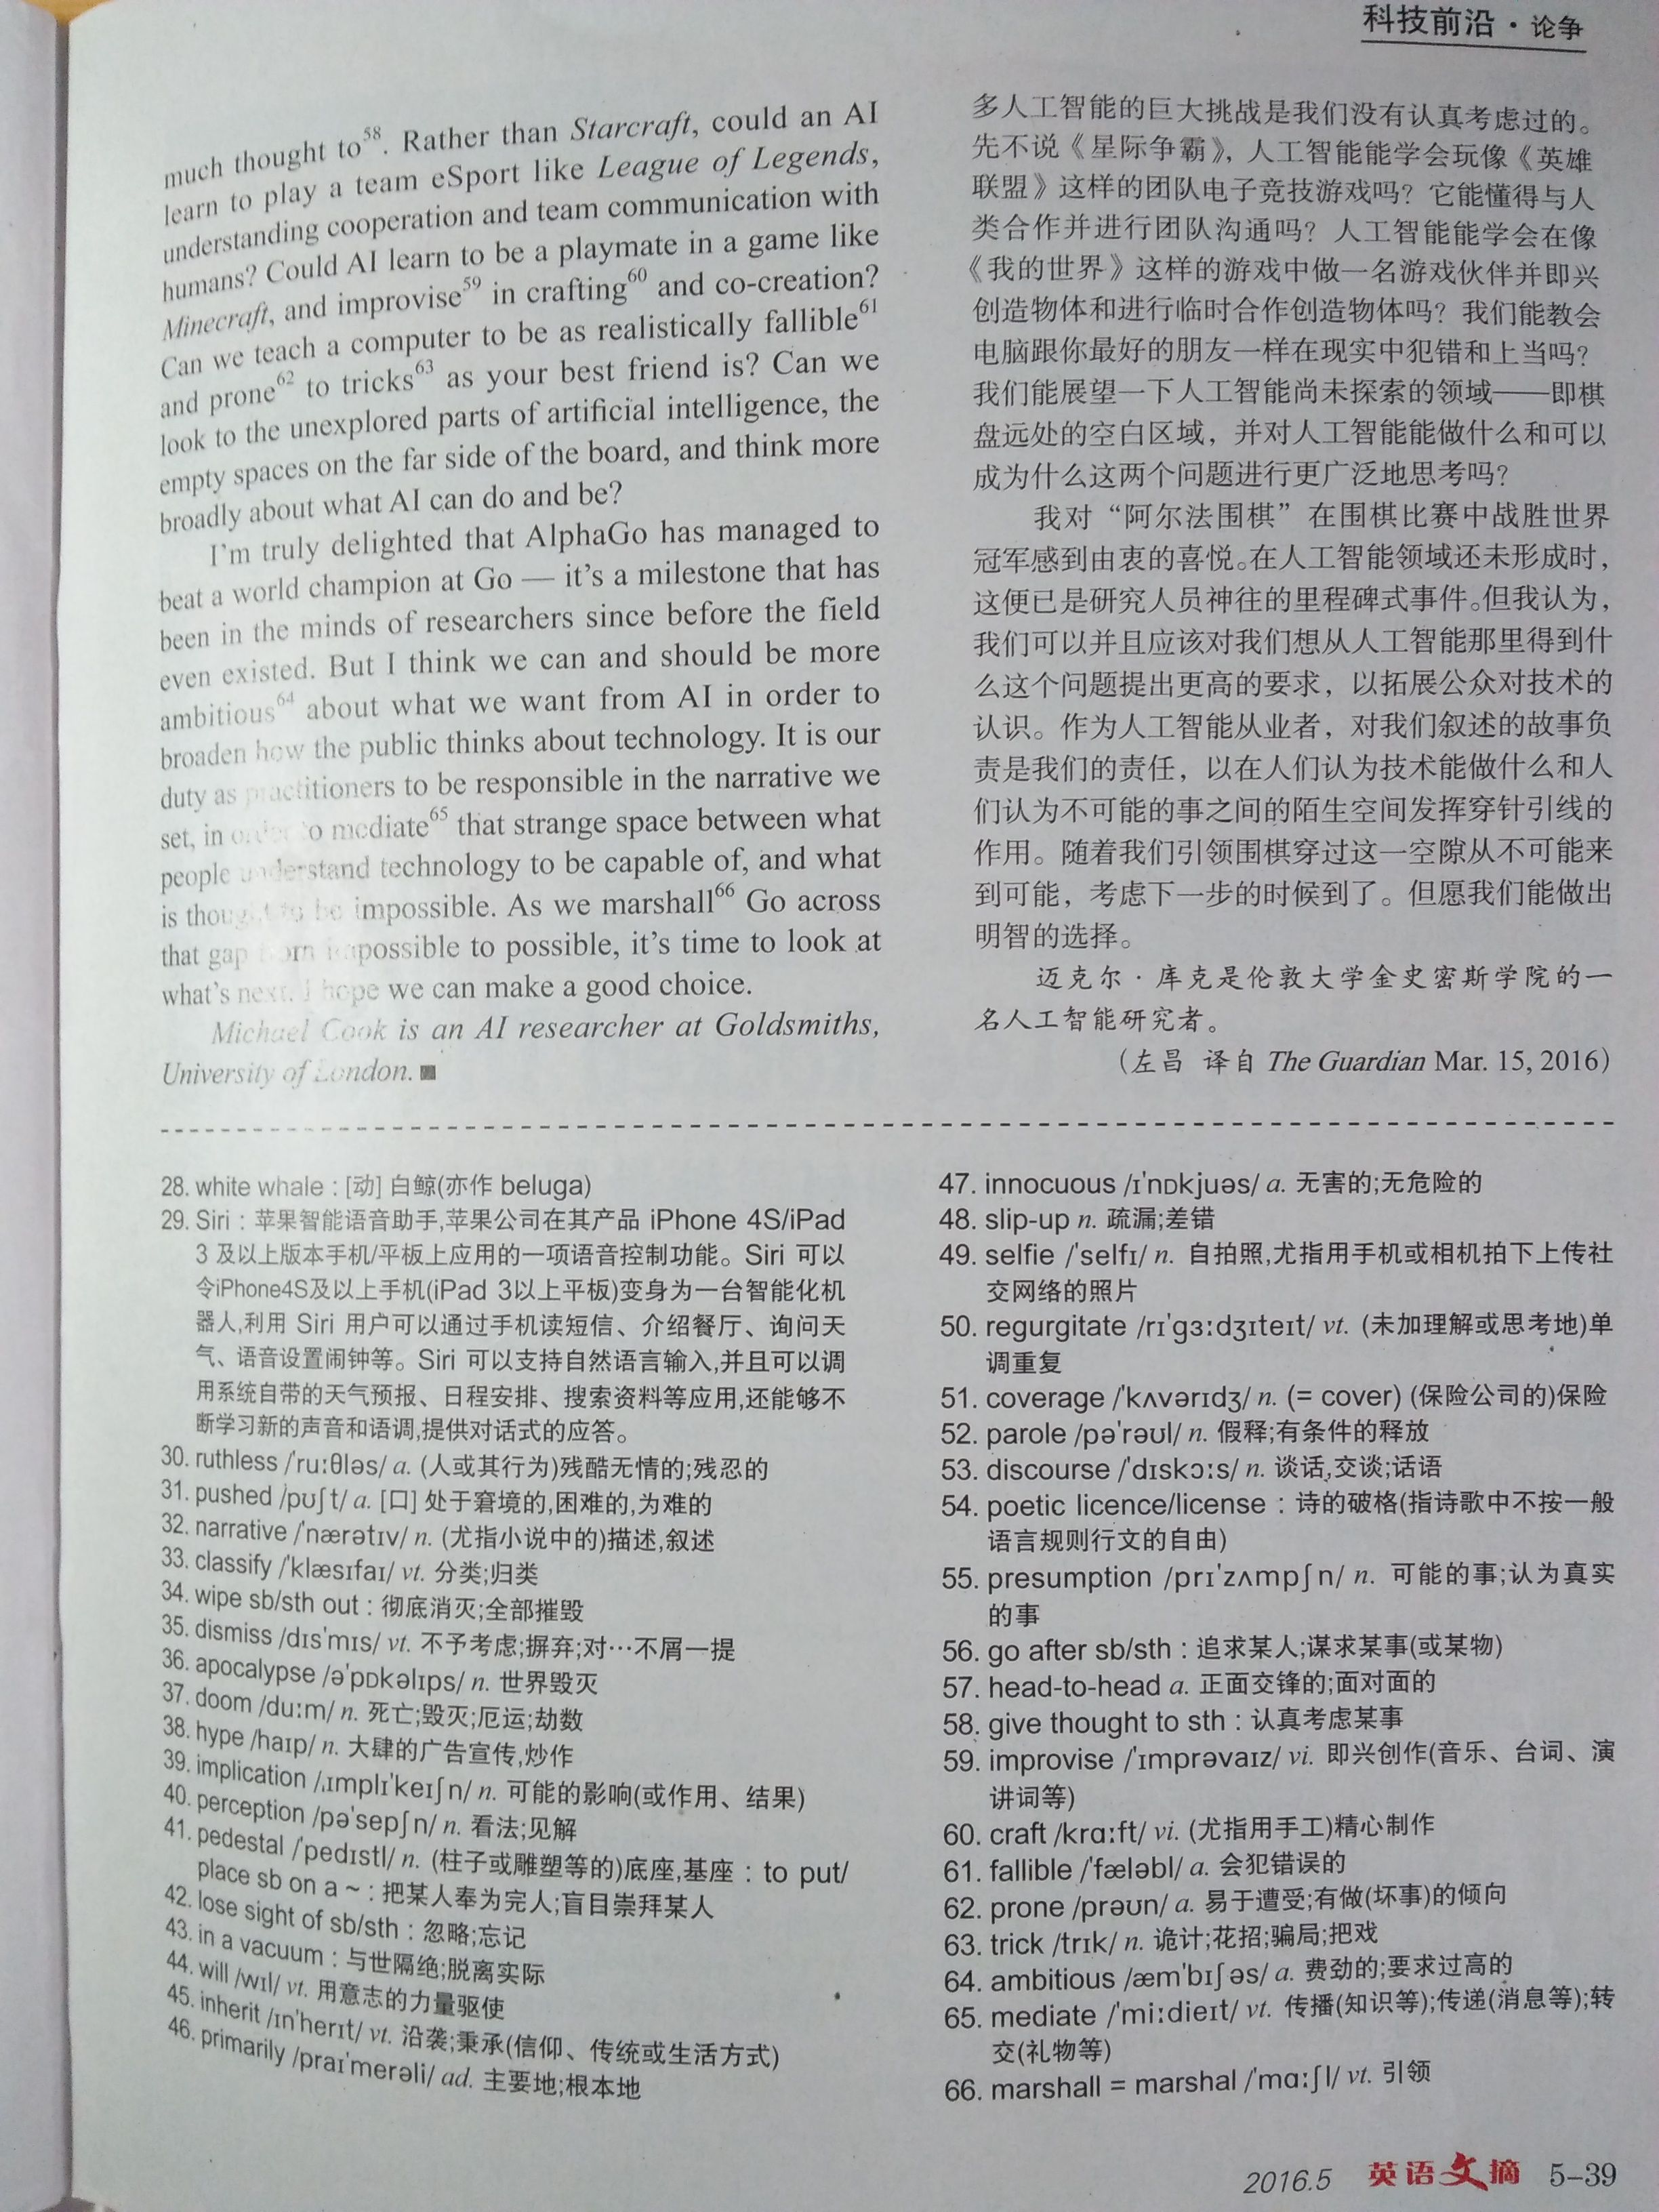 科技前沿·论争
much thought to58. Rather than Starcraft, could an AI
learn to play a team eSport like League of Legends,
understanding cooperation and team communication with
humans? Could AI learn to be a playmate in a game like
Minecraft, and improvise59 in crafting60 and co-creation?
Can we teach a computer to be as realistically fallible61
and prone62 to tricks63 as your best friend is? Can we
look to the unexplored parts of artificial intelligence, the
empty spaces on the far side of the board, and think more
broadly about what AI can do and be?
I'm truly delighted that AlphaGo has managed to
beat a world champion at Go — it's a milestone that has
been in the minds of researchers since before the field
even existed. But I think we can and should be more
ambitious64 about what we want from AI in order to
broaden how the public thinks about technology. It is our
duty as practitioners to be responsible in the narrative we
set, in order to mediate65 that strange space between what
people understand technology to be capable of, and what
is thought to be impossible. As we marshall66 Go across
that gap from impossible to possible, it's time to look at
what's next. I hope we can make a good choice.
Michael Cook is an AI researcher at Goldsmiths,
University of London.
多人工智能的巨大挑战是我们没有认真考虑过的。
先不说《星际争霸》,人工智能能学会玩像《英雄
联盟》这样的团队电子竞技游戏吗?它能懂得与人
类合作并进行团队沟通吗?人工智能能学会在像
《我的世界》这样的游戏中做一名游戏伙伴并即兴
创造物体和进行临时合作创造物体吗?我们能教会
电脑跟你最好的朋友一样在现实中犯错和上当吗?
我们能展望一下人工智能尚未探索的领域——即棋
盘远处的空白区域,并对人工智能能做什么和可以
成为什么这两个问题进行更广泛地思考吗?
我对“阿尔法围棋”在围棋比赛中战胜世界
冠军感到由衷的喜悦。在人工智能领域还未形成时,
这便已是研究人员神往的里程碑式事件。但我认为,
我们可以并且应该对我们想从人工智能那里得到什
么这个问题提出更高的要求,以拓展公众对技术的
认识。作为人工智能从业者,对我们叙述的故事负
责是我们的责任,以在人们认为技术能做什么和人
们认为不可能的事之间的陌生空间发挥穿针引线的
作用。随着我们引领围棋穿过这一空隙从不可能来
到可能,考虑下一步的时候到了。但愿我们能做出
明智的选择。
迈克尔·库克是伦敦大学金史密斯学院的一
名人工智能研究者。
(左昌 译自 The Guardian Mar. 15, 2016)
28. white whale : [动] 白鲸(亦作 beluga)
29. Siri : 苹果智能语音助手,苹果公司在其产品 iPhone 4S/iPad
3 及以上版本手机/平板上应用的一项语音控制功能。Siri 可以
令iPhone4S及以上手机(iPad 3以上平板)变身为一台智能化机
器人,利用 Siri 用户可以通过手机读短信、介绍餐厅、询问天
气、语音设置闹钟等。Siri 可以支持自然语言输入,并且可以调
用系统自带的天气预报、日程安排、搜索资料等应用,还能够不
断学习新的声音和语调,提供对话式的应答。
30. ruthless /ˈruːθləs/ a. (人或其行为)残酷无情的;残忍的
31. pushed /pʊʃt/ a. [口] 处于窘境的,困难的,为难的
32. narrative /ˈnærətɪv/ n. (尤指小说中的)描述,叙述
33. classify /ˈklæsɪfaɪ/ vt. 分类;归类
34. wipe sb/sth out : 彻底消灭;全部摧毁
35. dismiss /dɪsˈmɪs/ vt. 不予考虑;摒弃;对…不屑一提
36. apocalypse /əˈpɒkəlɪps/ n. 世界毁灭
37. doom /duːm/ n. 死亡;毁灭;厄运;劫数
38. hype /haɪp/ n. 大肆的广告宣传,炒作
39. implication /ˌɪmplɪˈkeɪʃn/ n. 可能的影响(或作用、结果)
40. perception /pəˈsepʃn/ n. 看法;见解
41. pedestal /ˈpedɪstl/ n. (柱子或雕塑等的)底座,基座 : to put/
place sb on a ~ : 把某人奉为完人;盲目崇拜某人
42. lose sight of sb/sth : 忽略;忘记
43. in a vacuum : 与世隔绝;脱离实际
44. will /wɪl/ vt. 用意志的力量驱使
45. inherit /ɪnˈherɪt/ vt. 沿袭;秉承(信仰、传统或生活方式)
46. primarily /praɪˈmerəli/ ad. 主要地;根本地
47. innocuous /ɪˈnɒkjuəs/ a. 无害的;无危险的
48. slip-up n. 疏漏;差错
49. selfie /ˈselfɪ/ n. 自拍照,尤指用手机或相机拍下上传社
交网络的照片
50. regurgitate /rɪˈgɜːdʒɪteɪt/ vt. (未加理解或思考地)单
调重复
51. coverage /ˈkʌvərɪdʒ/ n. (= cover) (保险公司的)保险
52. parole /pəˈrəʊl/ n. 假释;有条件的释放
53. discourse /ˈdɪskɔːs/ n. 谈话,交谈;话语
54. poetic licence/license : 诗的破格(指诗歌中不按一般
语言规则行文的自由)
55. presumption /prɪˈzʌmpʃn/ n. 可能的事;认为真实
的事
56. go after sb/sth : 追求某人;谋求某事(或某物)
57. head-to-head a. 正面交锋的;面对面的
58. give thought to sth : 认真考虑某事
59. improvise /ˈɪmprəvaɪz/ vi. 即兴创作(音乐、台词、演
讲词等)
60. craft /krɑːft/ vi. (尤指用手工)精心制作
61. fallible /ˈfæləbl/ a. 会犯错误的
62. prone /prəʊn/ a. 易于遭受;有做(坏事)的倾向
63. trick /trɪk/ n. 诡计;花招;骗局;把戏
64. ambitious /æmˈbɪʃəs/ a. 费劲的;要求过高的
65. mediate /ˈmiːdieɪt/ vt. 传播(知识等);传递(消息等);转
交(礼物等)
66. marshall = marshal /ˈmɑːʃl/ vt. 引领
2016.5 英语文摘 5–39